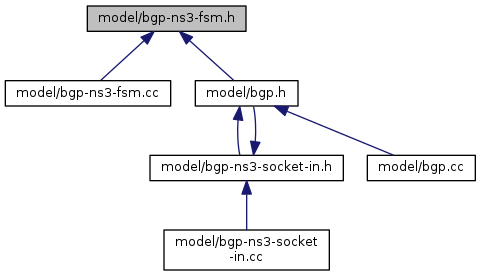 model/bgp-ns3-fsm.h
model/bgp-ns3-fsm.cc
model/bgp.h
model/bgp-ns3-socket-in.h
model/bgp.cc
model/bgp-ns3-socket
-in.cc